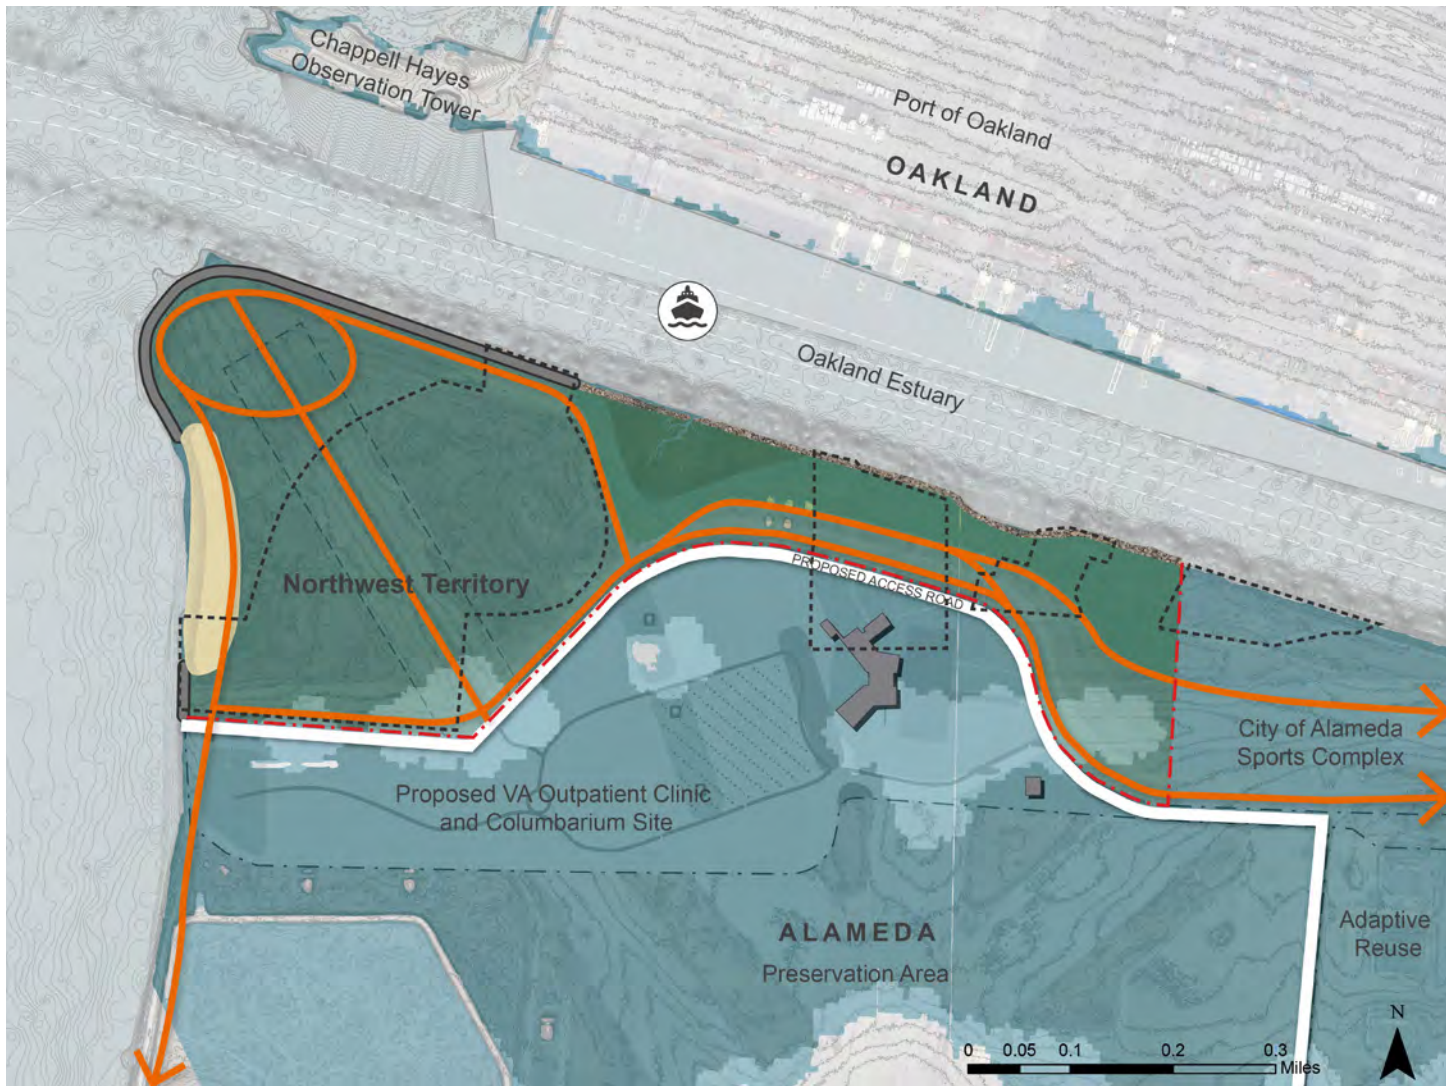 Chappell Hayes
Observation Tower
Port of Oakland
OAKLAND
Oakland Estuary
Northwest Territory
PROPOSED ACCESS ROAD
City of Alameda
Sports Complex
Proposed VA Outpatient Clinic
and Columbarium Site
ALAMEDA
Preservation Area
Adaptive
Reuse
N
0 0.05 0.1 0.2 0.3
Miles